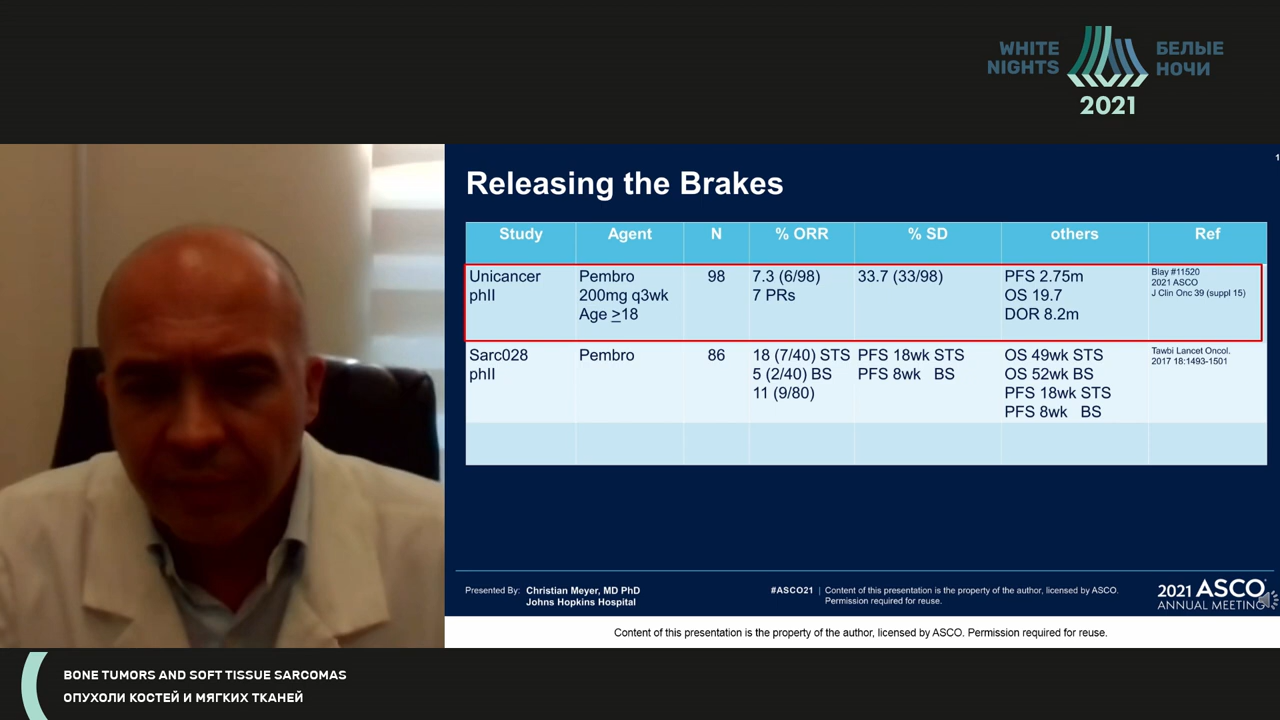 WHITE
NIGHTS
БЕЛЫЕ
НОЧИ
2021
1
Releasing the Brakes
Study Agent N % ORR % SD others Ref
Unicancer
phII
Pembro
200mg q3wk
Age ≥18
98
7.3 (6/98)
7 PRs
33.7 (33/98)
PFS 2.75m
OS 19.7
DOR 8.2m
Blay #11520
2021 ASCO
J Clin Onc 39 (suppl 15)
Sarc028
phII
Pembro
86
18 (7/40) STS
5 (2/40) BS
11 (9/80)
PFS 18wk STS
PFS 8wk BS
OS 49wk STS
OS 52wk BS
PFS 18wk STS
PFS 8wk BS
Tawbi Lancet Oncol.
2017 18:1493-1501
Presented By: Christian Meyer, MD PhD
Johns Hopkins Hospital
#ASCO21 | Content of this presentation is the property of the author, licensed by ASCO.
Permission required for reuse.
2021 ASCO
ANNUAL MEETING
Content of this presentation is the property of the author, licensed by ASCO. Permission required for reuse.
BONE TUMORS AND SOFT TISSUE SARCOMAS
ОПУХОЛИ КОСТЕЙ И МЯГКИХ ТКАНЕЙ